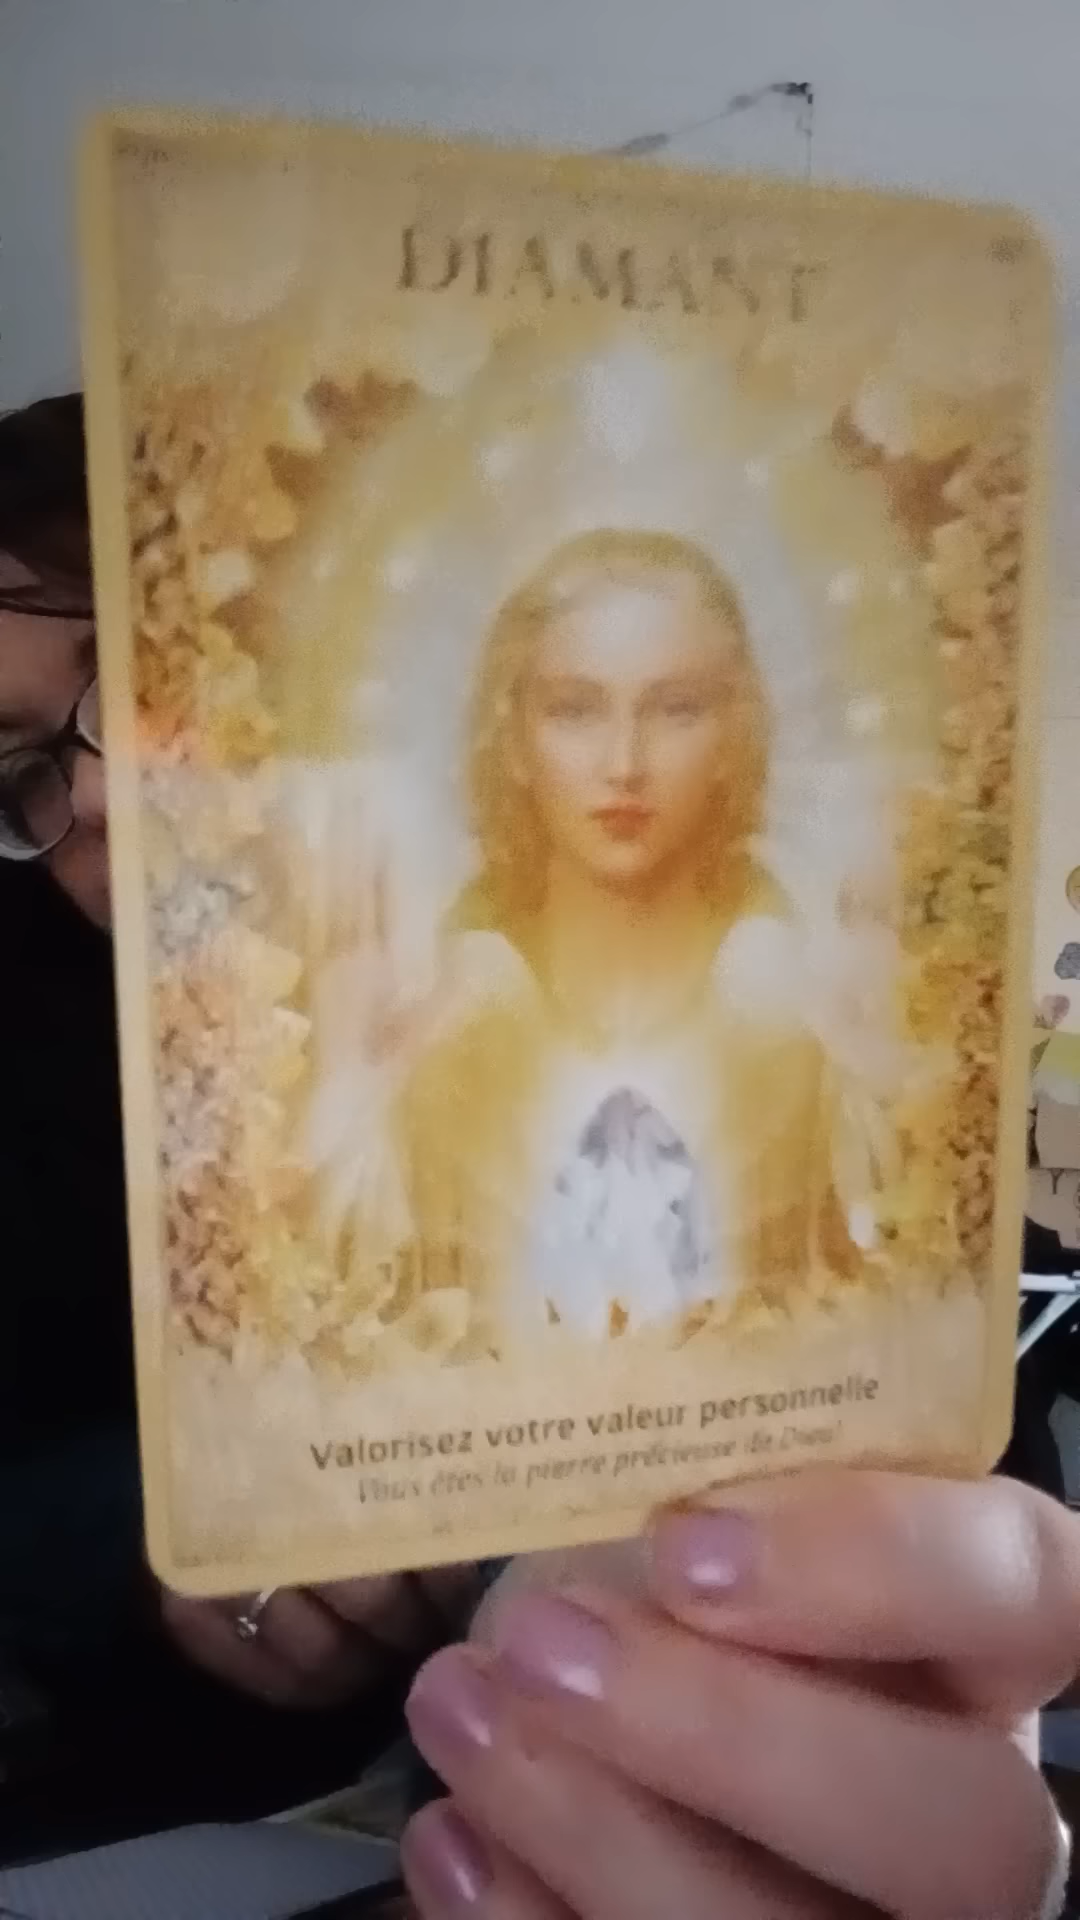 DIAMANT
Valorisez votre valeur personnelle
Vous êtes la pierre précieuse de Dieu!